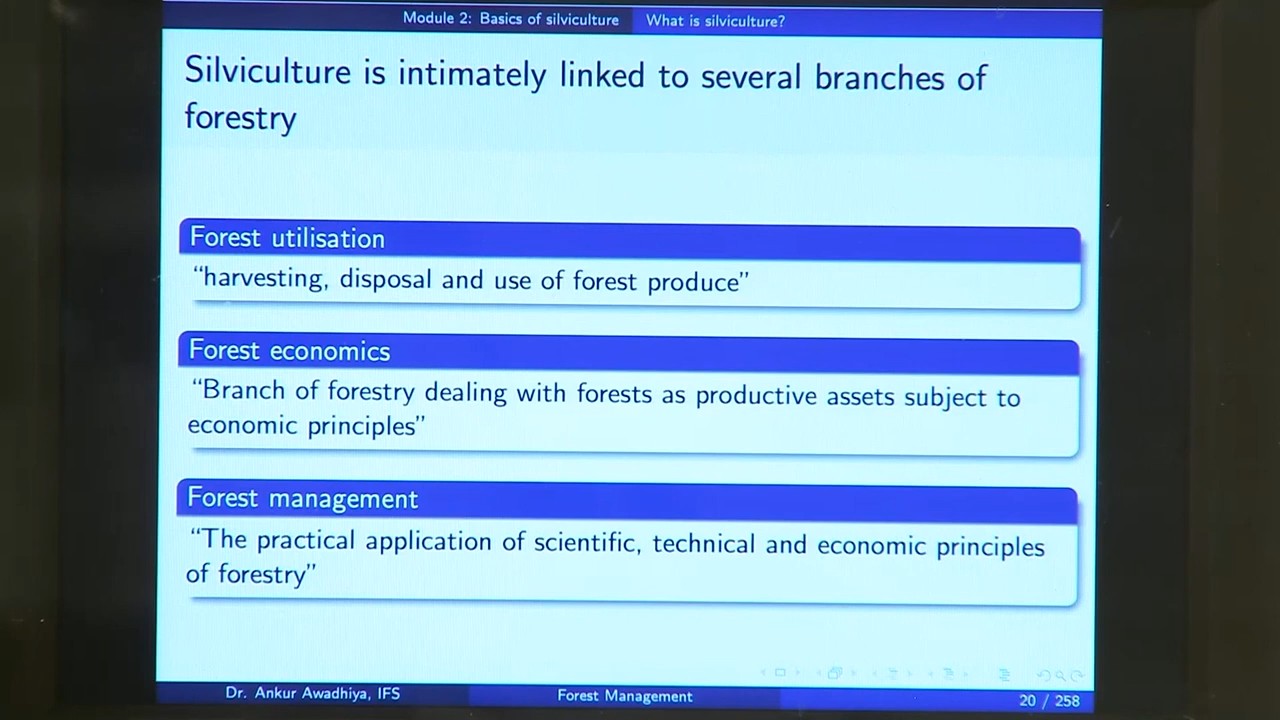 Module 2: Basics of silviculture What is silviculture?
Silviculture is intimately linked to several branches of
forestry
Forest utilisation
“harvesting, disposal and use of forest produce”
Forest economics
“Branch of forestry dealing with forests as productive assets subject to
economic principles”
Forest management
“The practical application of scientific, technical and economic principles
of forestry”
Dr. Ankur Awadhiya, IFS Forest Management 20 / 258